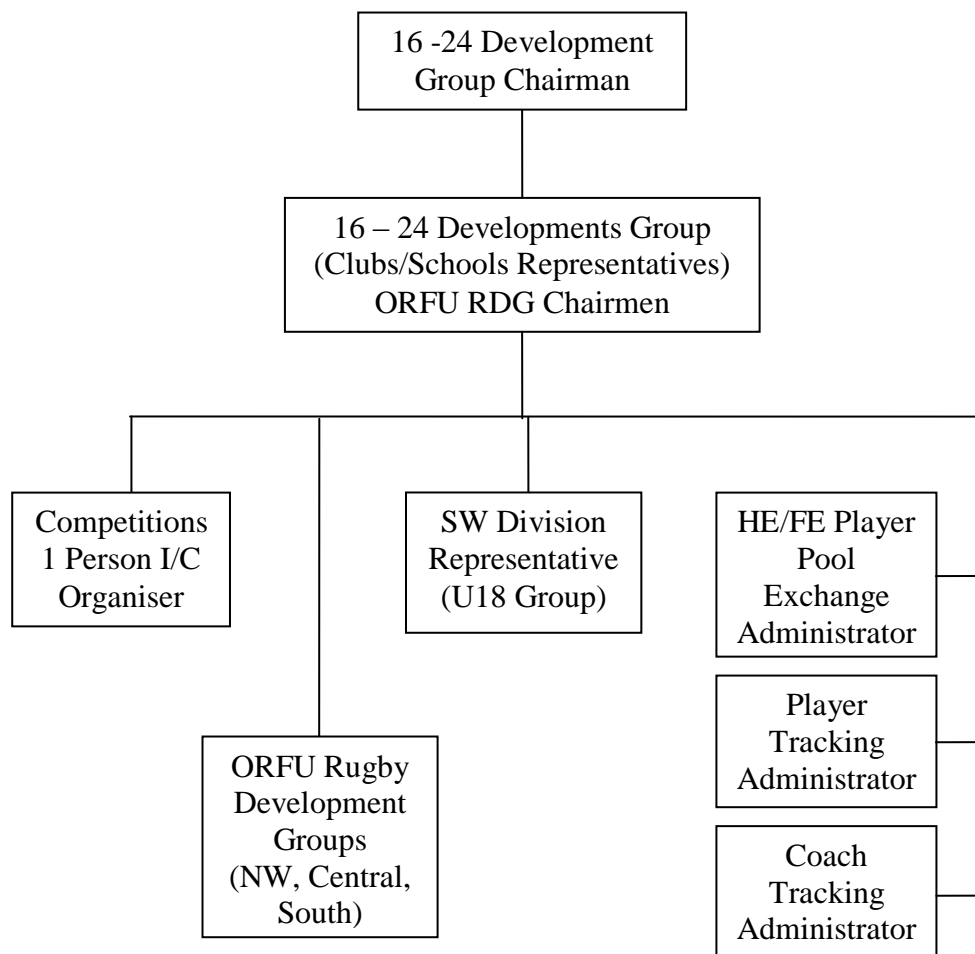 16 -24 Development
Group Chairman
16 – 24 Developments Group
(Clubs/Schools Representatives)
ORFU RDG Chairmen
Competitions
1 Person I/C
Organiser
SW Division
Representative
(U18 Group)
HE/FE Player
Pool
Exchange
Administrator
Player
Tracking
Administrator
ORFU Rugby
Development
Groups
(NW, Central,
South)
Coach
Tracking
Administrator